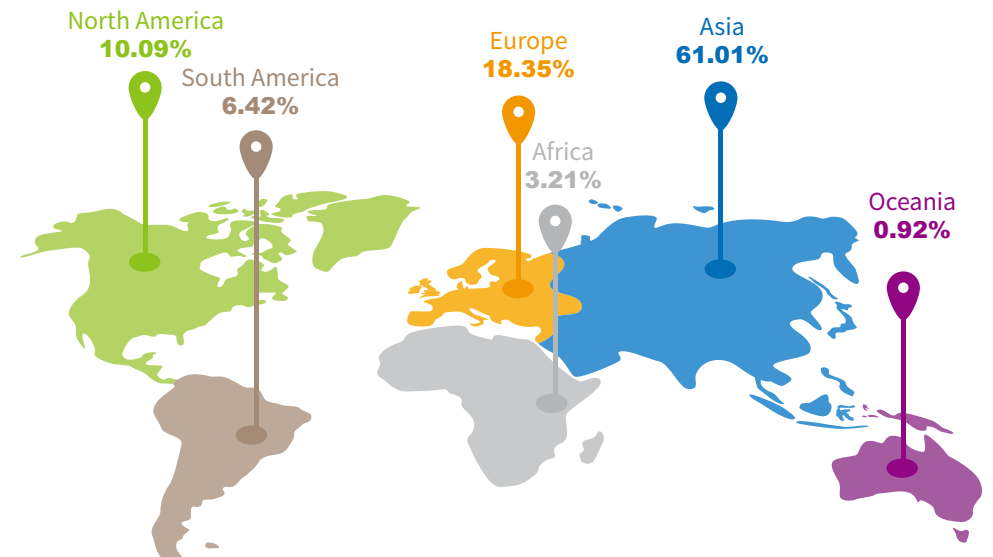 North America
10.09%
South America
6.42%
Europe
18.35%
Africa
3.21%
Asia
61.01%
Oceania
0.92%